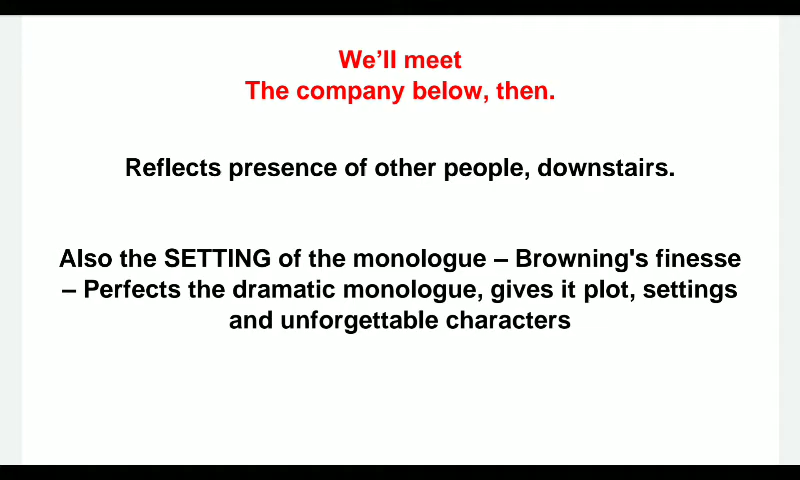 We’ll meet
The company below, then.
Reflects presence of other people, downstairs.
Also the SETTING of the monologue – Browning's finesse
– Perfects the dramatic monologue, gives it plot, settings
and unforgettable characters